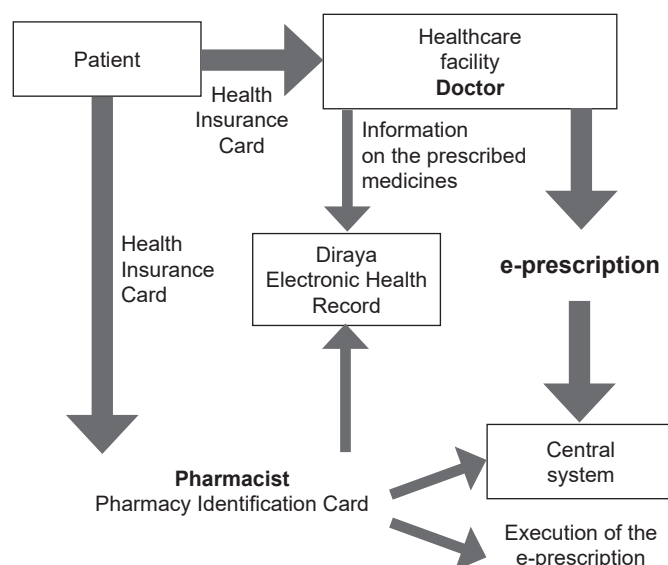 Patient
Healthcare
facility
Doctor
Health
Insurance
Card
Information
on the prescribed
medicines
Health
Insurance
Card
Diraya
Electronic Health
Record
e-prescription
Pharmacist
Pharmacy Identification Card
Central
system
Execution of the
e-prescription